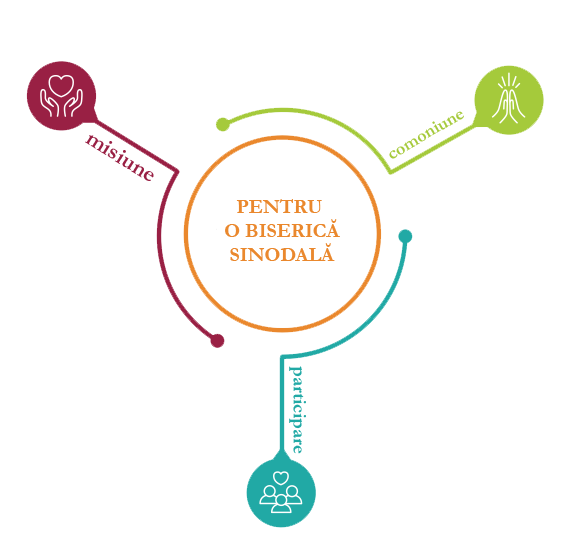 misiune
comoniune
PENTRU
O BISERICĂ
SINODALĂ
participare